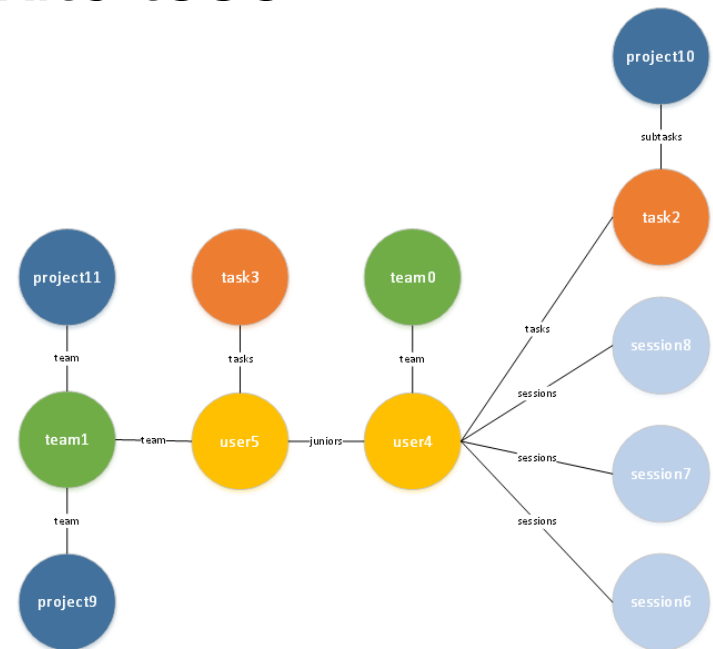 project10
subtasks
task2
project11
task3
team0
tasks
session8
team
tasks
team
sessions
team1
team
user5
juniors
user4
sessions
session7
team
sessions
project9
session6